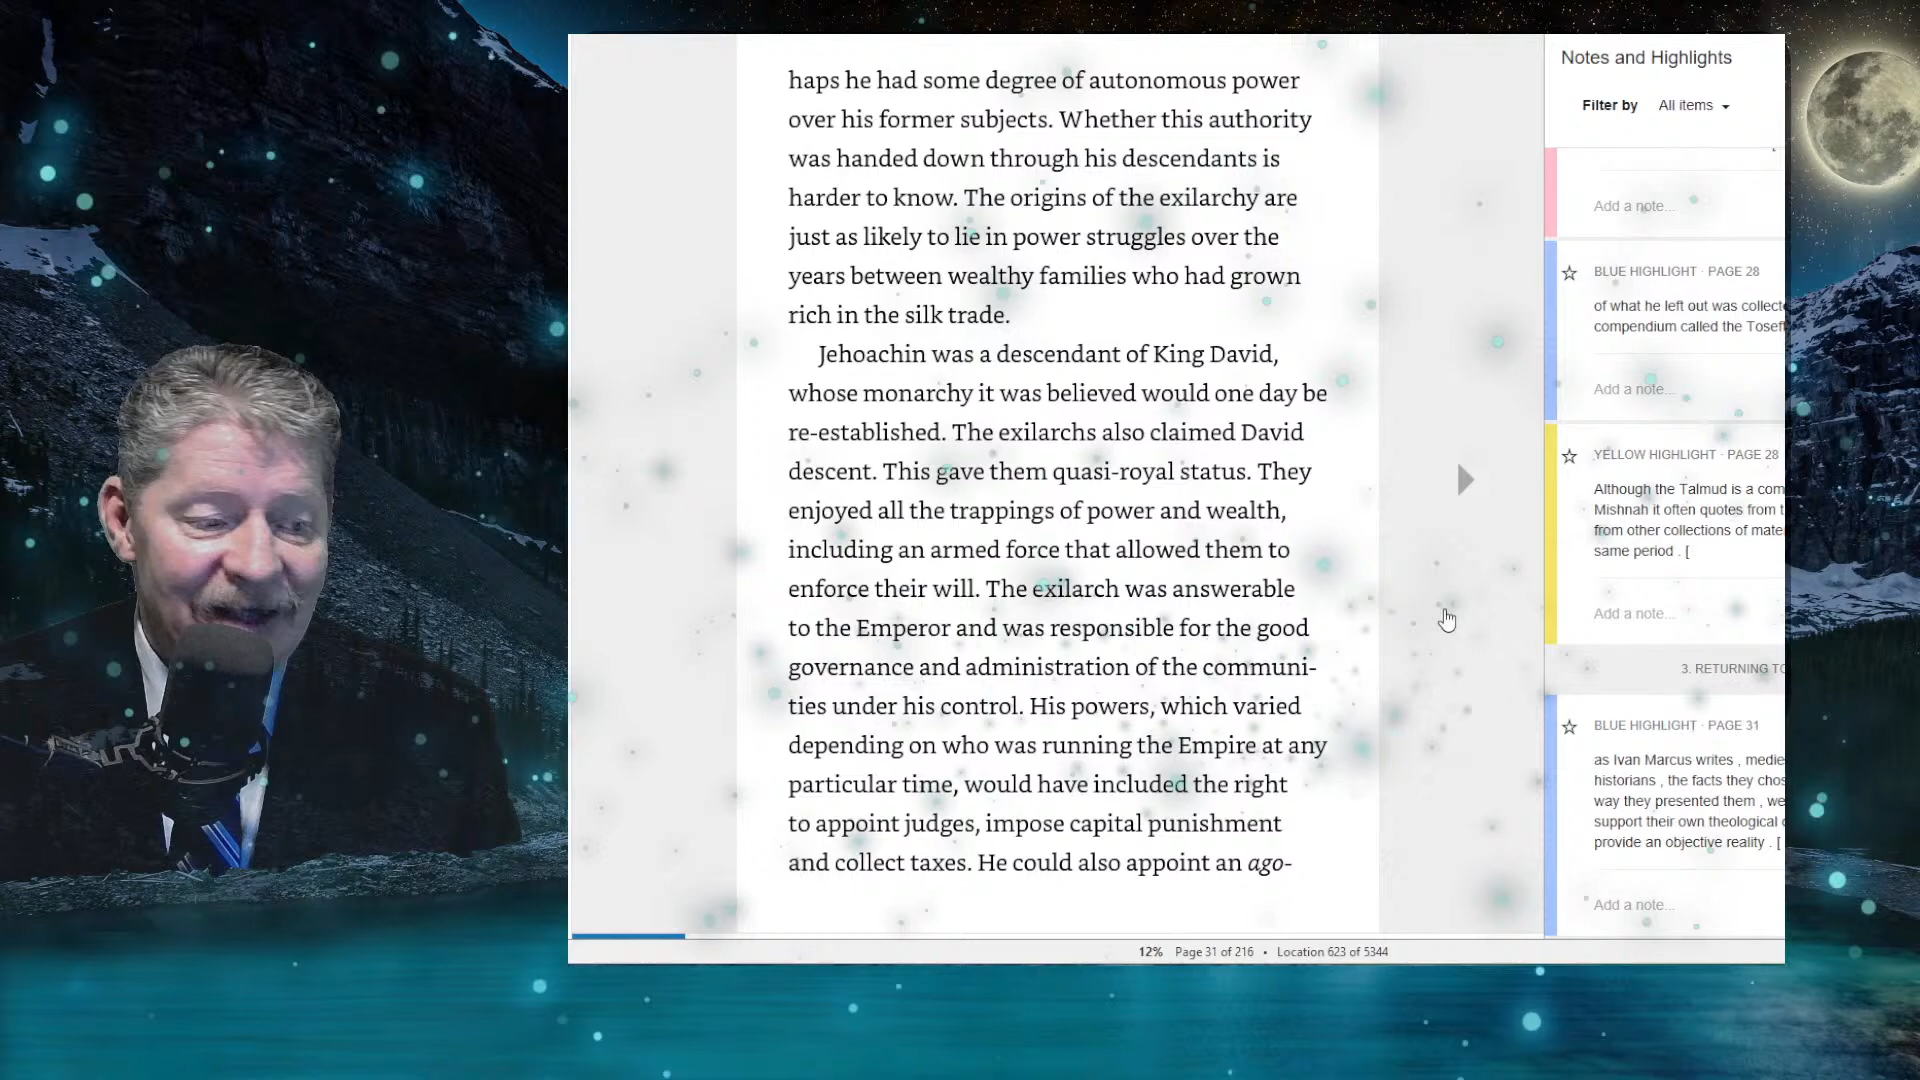 haps he had some degree of autonomous power
over his former subjects. Whether this authority
was handed down through his descendants is
harder to know. The origins of the exilarchy are
just as likely to lie in power struggles over the
years between wealthy families who had grown
rich in the silk trade.
Jehoachin was a descendant of King David,
whose monarchy it was believed would one day be
re-established. The exilarchs also claimed David
descent. This gave them quasi-royal status. They
enjoyed all the trappings of power and wealth,
including an armed force that allowed them to
enforce their will. The exilarch was answerable
to the Emperor and was responsible for the good
governance and administration of the communi-
ties under his control. His powers, which varied
depending on who was running the Empire at any
particular time, would have included the right
to appoint judges, impose capital punishment
and collect taxes. He could also appoint an ago-
12% Page 31 of 216 • Location 623 of 5344
Notes and Highlights
Filter by All items
Add a note...
BLUE HIGHLIGHT · PAGE 28
of what he left out was collecte
compendium called the Tosef
Add a note...
YELLOW HIGHLIGHT · PAGE 28
Although the Talmud is a com
Mishnah it often quotes from t
from other collections of mate
same period . [
Add a note...
3. RETURNING TO
BLUE HIGHLIGHT · PAGE 31
as Ivan Marcus writes , medie
historians , the facts they chos
way they presented them , we
support their own theological
provide an objective reality . [
Add a note...